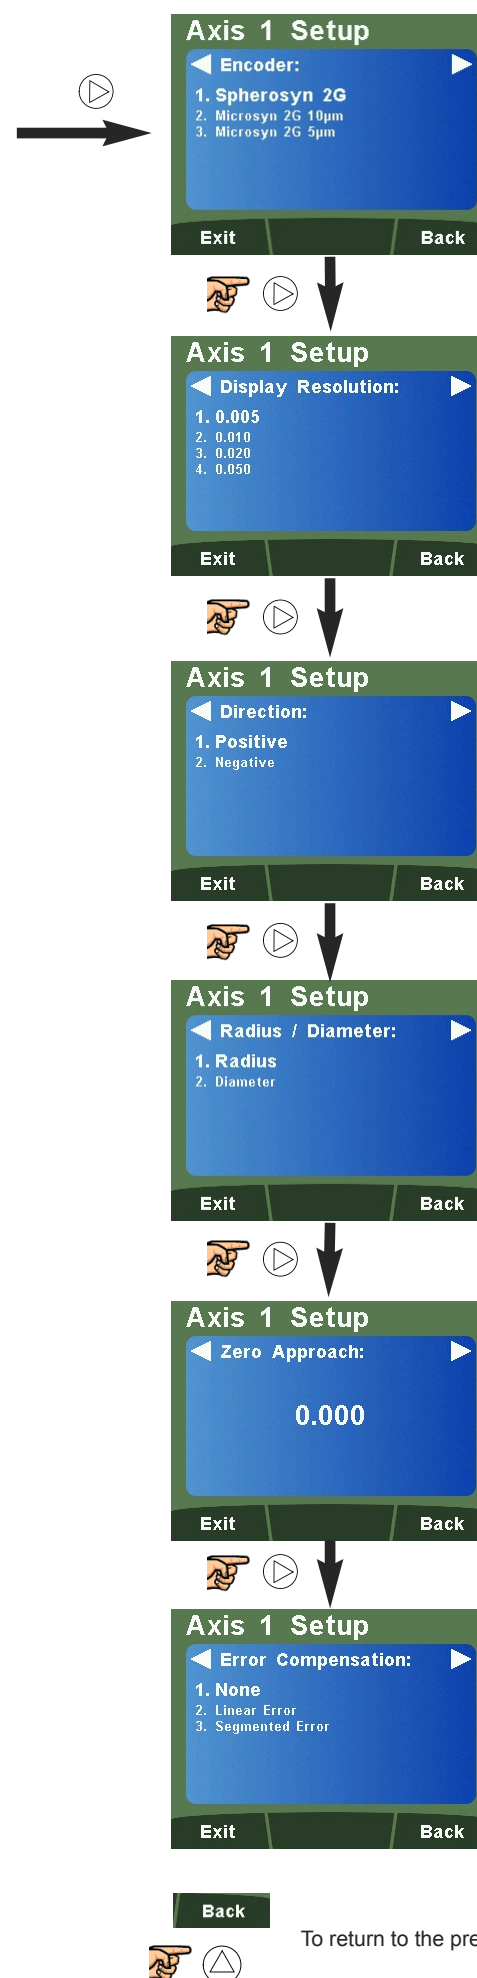 Axis 1 Setup
Encoder:
1. Spherosyn 2G
2. Microsyn 2G 10µm
3. Microsyn 2G 5µm
Exit Back
Axis 1 Setup
Display Resolution:
1. 0.005
2. 0.010
3. 0.020
4. 0.050
Exit Back
Axis 1 Setup
Direction:
1. Positive
2. Negative
Exit Back
Axis 1 Setup
Radius / Diameter:
1. Radius
2. Diameter
Exit Back
Axis 1 Setup
Zero Approach:
0.000
Exit Back
Axis 1 Setup
Error Compensation:
1. None
2. Linear Error
3. Segmented Error
Exit Back
Back
To return to the pre